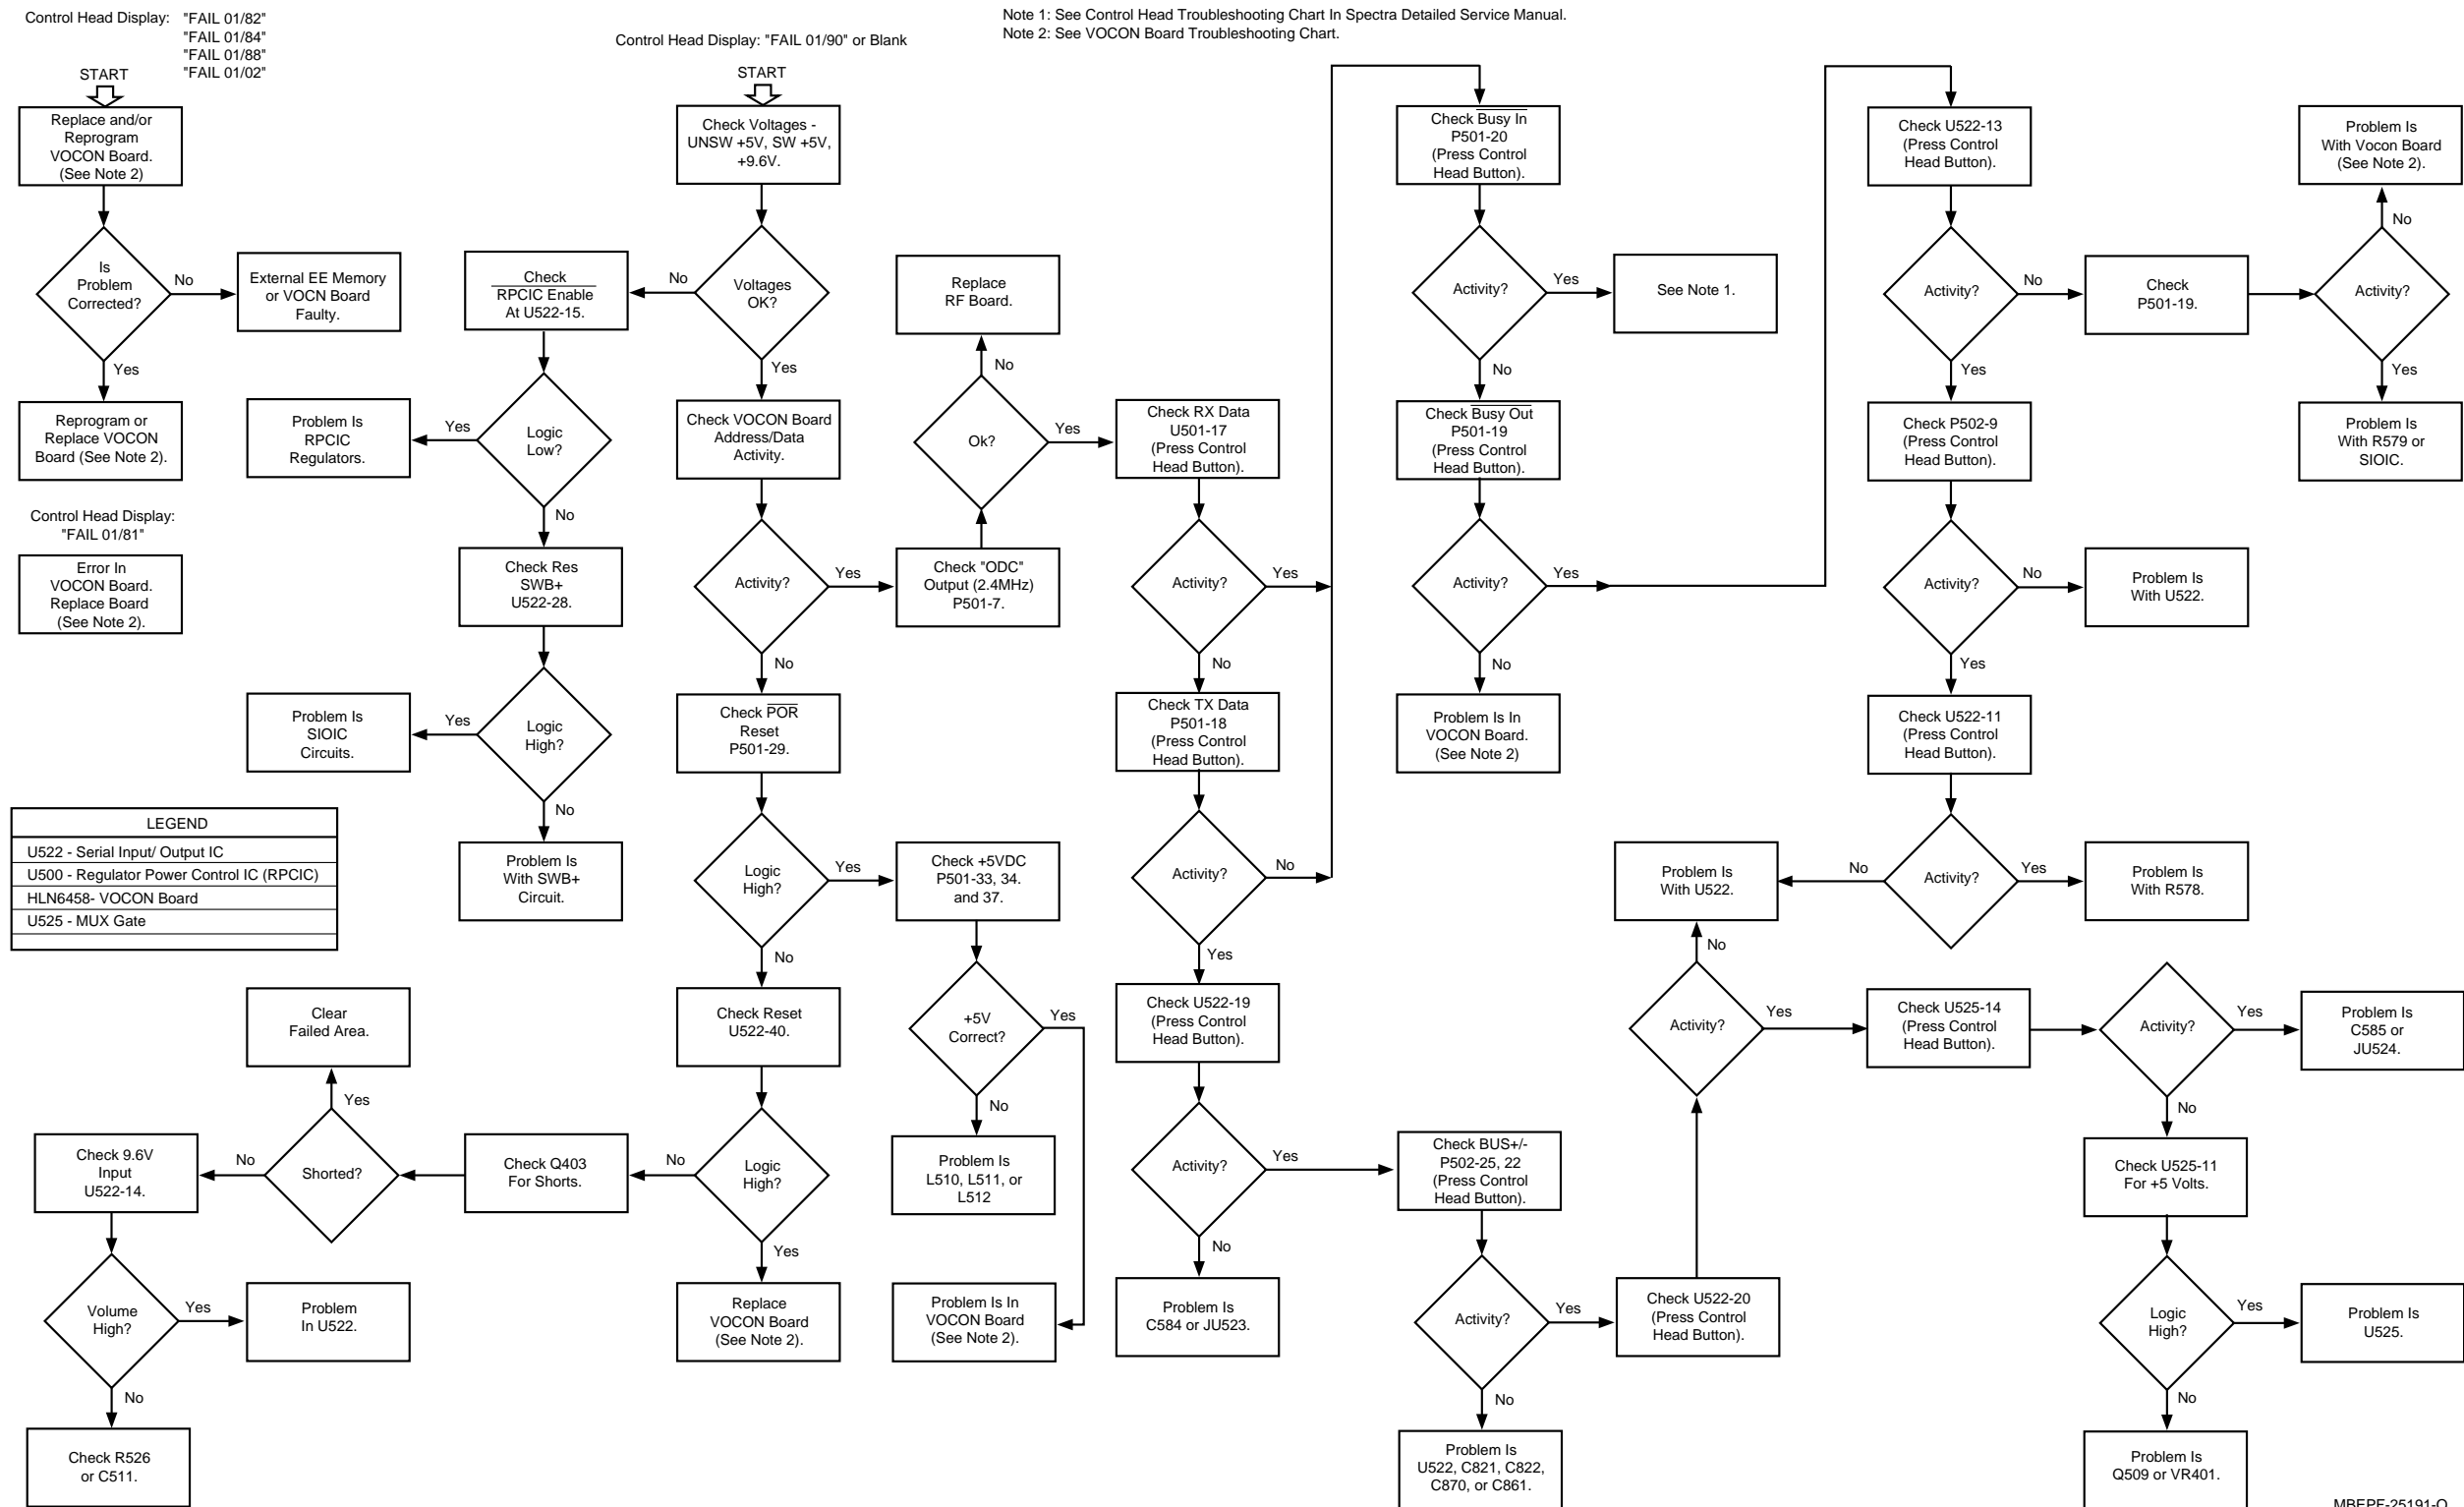 Control Head Display: "FAIL 01/82"
"FAIL 01/84"
"FAIL 01/88"
"FAIL 01/02"
START
Replace and/or
Reprogram
VOCON Board.
(See Note 2)
Is
Problem
Corrected?
No
External EE Memory
or VOCN Board
Faulty.
Yes
Reprogram or
Replace VOCON
Board (See Note 2).
Control Head Display:
"FAIL 01/81"
Error In
VOCON Board.
Replace Board
(See Note 2).
LEGEND
U522 - Serial Input/ Output IC
U500 - Regulator Power Control IC (RPCIC)
HLN6458- VOCON Board
U525 - MUX Gate
Control Head Display: "FAIL 01/90" or Blank
START
Check Voltages -
UNSW +5V, SW +5V,
+9.6V.
Voltages
OK?
No
Check
RPCIC Enable
At U522-15.
Logic
Low?
Yes
Problem Is
RPCIC
Regulators.
No
Check Res
SWB+
U522-28.
Logic
High?
Yes
Problem Is
SIOIC
Circuits.
No
Problem Is
With SWB+
Circuit.
Yes
Check VOCON Board
Address/Data
Activity.
Activity?
Yes
Check "ODC"
Output (2.4MHz)
P501-7.
Ok?
No
Replace
RF Board.
Yes
No
Check POR
Reset
P501-29.
Logic
High?
Yes
Check +5VDC
P501-33, 34.
and 37.
+5V
Correct?
Yes
No
Problem Is
L510, L511, or
L512
Problem Is In
VOCON Board
(See Note 2).
No
Check Reset
U522-40.
Logic
High?
Yes
Replace
VOCON Board
(See Note 2).
No
Check Q403
For Shorts.
Shorted?
Yes
Clear
Failed Area.
No
Check 9.6V
Input
U522-14.
Volume
High?
Yes
Problem
In U522.
No
Check R526
or C511.
Note 1: See Control Head Troubleshooting Chart In Spectra Detailed Service Manual.
Note 2: See VOCON Board Troubleshooting Chart.
Check RX Data
U501-17
(Press Control
Head Button).
Activity?
Yes
No
Check TX Data
P501-18
(Press Control
Head Button).
Activity?
No
Yes
Check U522-19
(Press Control
Head Button).
Activity?
Yes
No
Problem Is
C584 or JU523.
Check BUS+/-
P502-25, 22
(Press Control
Head Button).
Activity?
Yes
No
Problem Is
U522, C821, C822,
C870, or C861.
Check U522-20
(Press Control
Head Button).
Activity?
No
Problem Is
With U522.
Yes
Check U525-14
(Press Control
Head Button).
Activity?
Yes
Problem Is
C585 or
JU524.
No
Check U525-11
For +5 Volts.
Logic
High?
Yes
Problem Is
U525.
No
Problem Is
Q509 or VR401.
Check Busy In
P501-20
(Press Control
Head Button).
Activity?
Yes
See Note 1.
No
Check Busy Out
P501-19
(Press Control
Head Button).
Activity?
Yes
No
Problem Is In
VOCON Board.
(See Note 2)
Check U522-13
(Press Control
Head Button).
Activity?
No
Check
P501-19.
Activity?
No
Problem Is
With Vocon Board
(See Note 2).
Yes
Problem Is
With R579 or
SIOIC.
Yes
Check P502-9
(Press Control
Head Button).
Activity?
No
Problem Is
With U522.
Yes
Check U522-11
(Press Control
Head Button).
Activity?
No
Yes
Problem Is
With R578.
MBEPF-25191-O